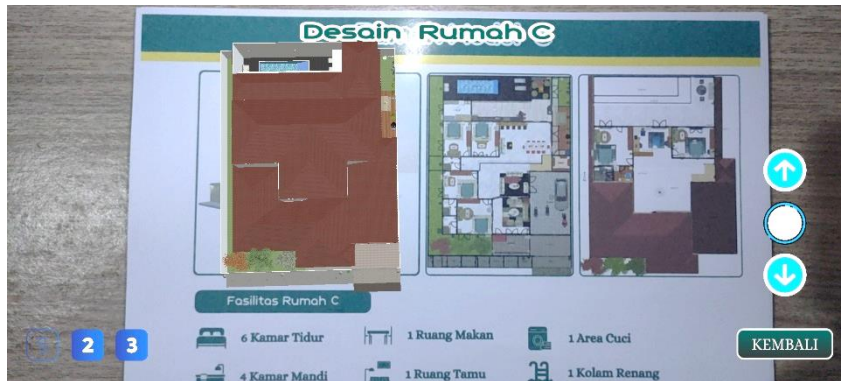 Desain Rumah C
Fasilitas Rumah C
6 Kamar Tidur
1 Ruang Makan
1 Area Cuci
4 Kamar Mandi
1 Ruang Tamu
1 Kolam Renang
2
3
KEMBALI